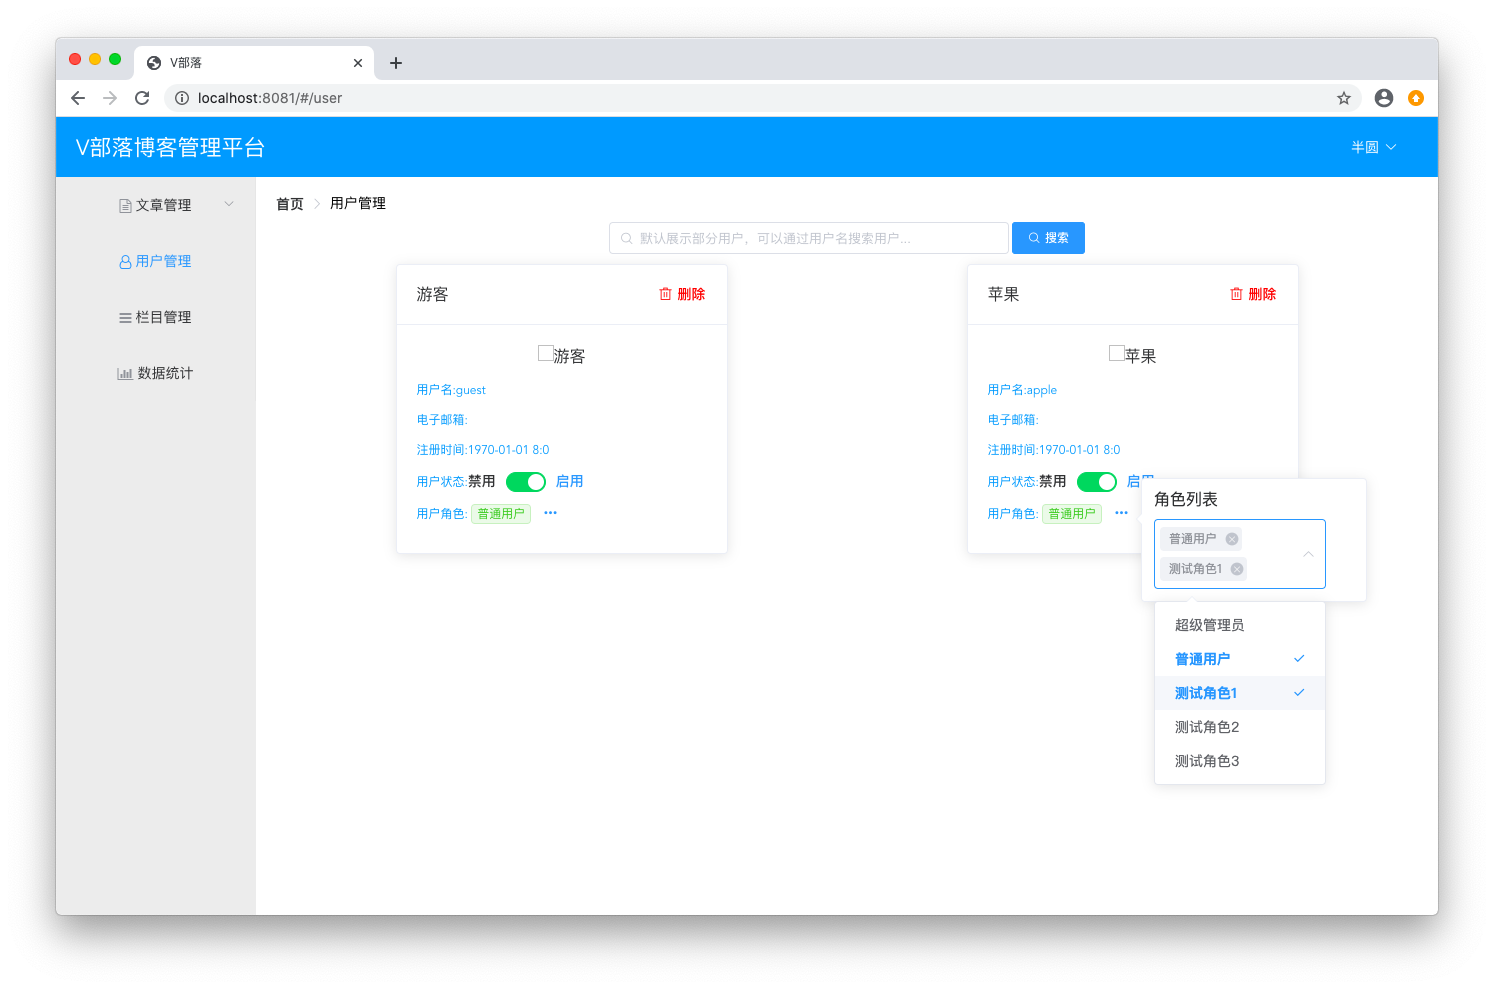 V部落
localhost:8081/#/user
V部落博客管理平台
半圆
文章管理
用户管理
栏目管理
数据统计
首页 > 用户管理
默认展示部分用户，可以通过用户名搜索用户...
搜索
游客
删除
游客
用户名:guest
电子邮箱:
注册时间:1970-01-01 8:0
用户状态:禁用 启用
用户角色: 普通用户 ···
苹果
删除
苹果
用户名:apple
电子邮箱:
注册时间:1970-01-01 8:0
用户状态:禁用 启用
用户角色: 普通用户 ···
角色列表
普通用户
测试角色1
超级管理员
普通用户
测试角色1
测试角色2
测试角色3